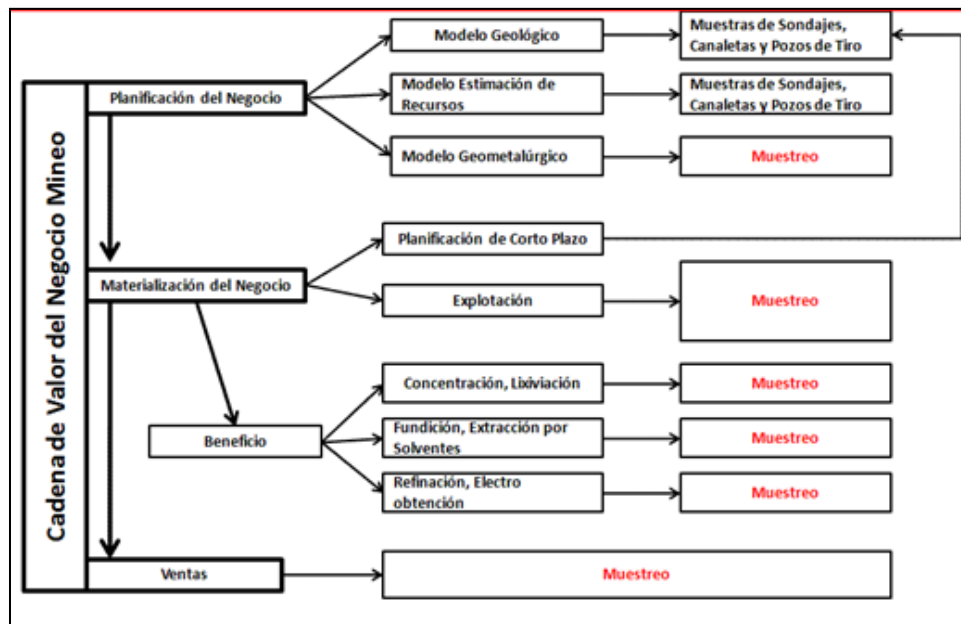 Cadena de Valor del Negocio Mineo
Planificación del Negocio
Modelo Geológico
Muestras de Sondajes,
Canaletas y Pozos de Tiro
Modelo Estimación de
Recursos
Muestras de Sondajes,
Canaletas y Pozos de Tiro
Modelo Geometalúrgico
Muestreo
Materialización del Negocio
Planificación de Corto Plazo
Explotación
Muestreo
Beneficio
Concentración, Lixiviación
Muestreo
Fundición, Extracción por
Solventes
Muestreo
Refinación, Electro
obtención
Muestreo
Ventas
Muestreo